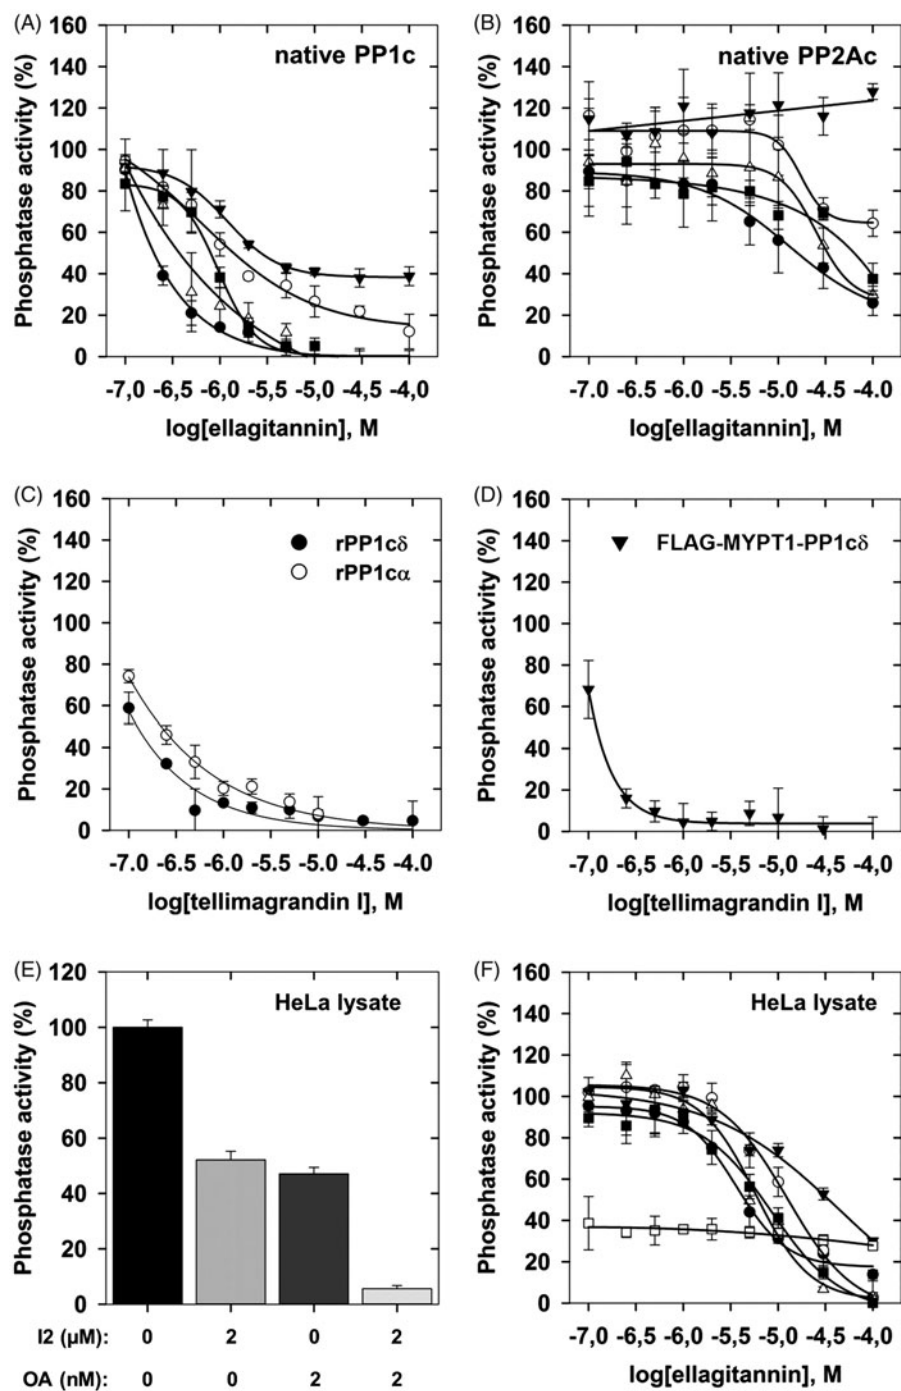 (A)
native PP1c
Phosphatase activity (%)
160
140
120
100
80
60
40
20
0
-7,0 -6,5 -6,0 -5,5 -5,0 -4,5 -4,0
log[ellagitannin], M
(B)
native PP2Ac
Phosphatase activity (%)
160
140
120
100
80
60
40
20
0
-7.0 -6.5 -6.0 -5.5 -5.0 -4.5 -4.0
log[ellagitannin], M
(C)
rPP1cδ
rPP1cα
Phosphatase activity (%)
160
140
120
100
80
60
40
20
0
-7.0 -6.5 -6.0 -5.5 -5.0 -4.5 -4.0
log[tellimagrandin I], M
(D)
FLAG-MYPT1-PP1cδ
Phosphatase activity (%)
160
140
120
100
80
60
40
20
0
-7,0 -6,5 -6,0 -5,5 -5,0 -4,5 -4,0
log[tellimagrandin I], M
(E)
HeLa lysate
Phosphatase activity (%)
120
100
80
60
40
20
0
I2 (μM): 0 2 0 2
OA (nM): 0 0 2 2
(F)
HeLa lysate
Phosphatase activity (%)
160
140
120
100
80
60
40
20
0
-7,0 -6,5 -6,0 -5,5 -5,0 -4,5 -4,0
log[ellagitannin], M